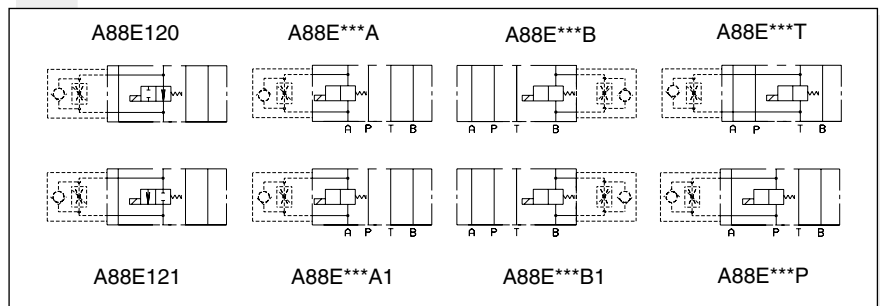 A88E120 A88E***A A88E***B A88E***T
A P T B A P T B A P T B
A P T B A P T B A P T B
A88E121 A88E***A1 A88E***B1 A88E***P